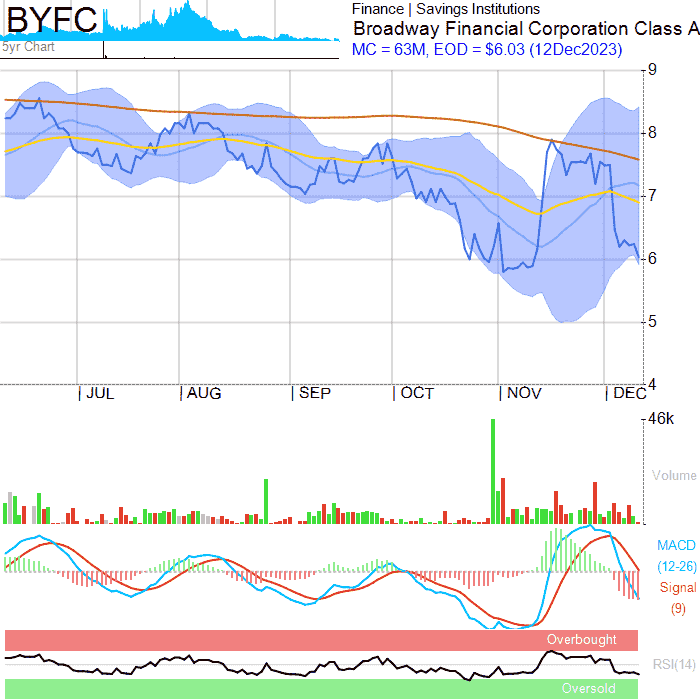 BYFC
5yr Chart
Finance | Savings Institutions
Broadway Financial Corporation Class A
MC = 63M, EOD = $6.03 (12Dec2023)
9
8
7
6
5
4
JUL AUG SEP OCT NOV DEC
46k
Volume
MACD
(12-26)
Signal
(9)
Overbought
RSI(14)
Oversold